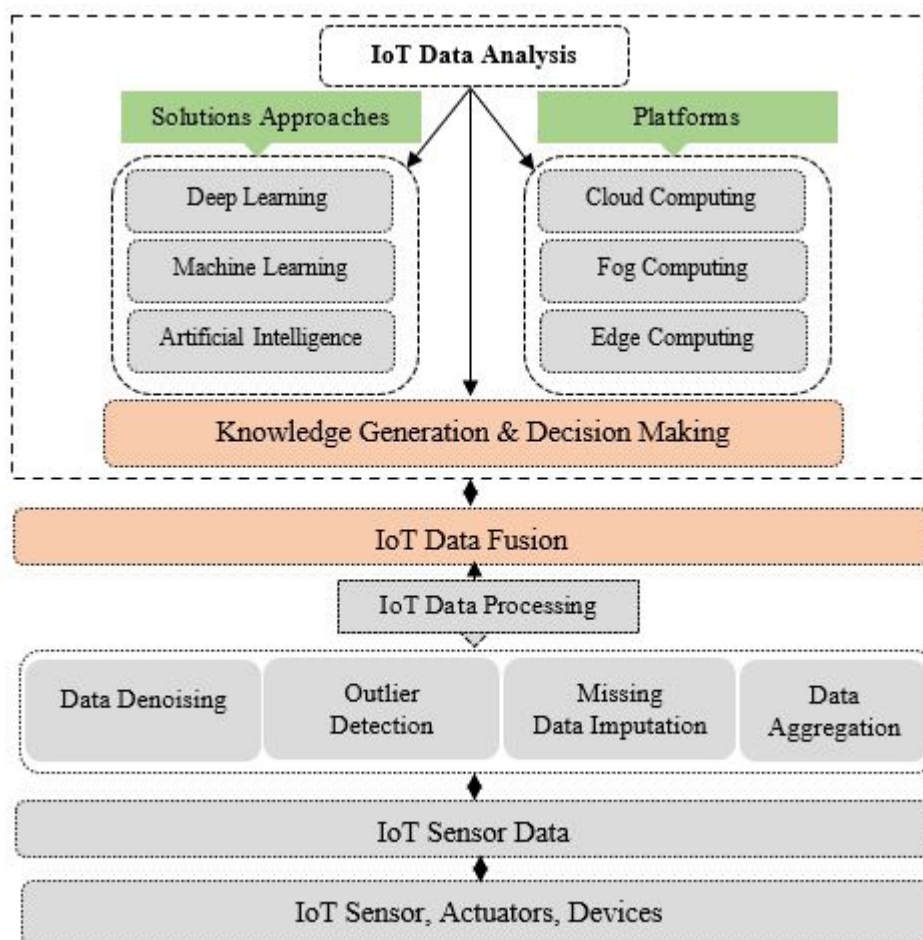 IoT Data Analysis
Solutions Approaches
Platforms
Deep Learning
Machine Learning
Artificial Intelligence
Cloud Computing
Fog Computing
Edge Computing
Knowledge Generation & Decision Making
IoT Data Fusion
IoT Data Processing
Data Denoising
Outlier
Detection
Missing
Data Imputation
Data
Aggregation
IoT Sensor Data
IoT Sensor, Actuators, Devices